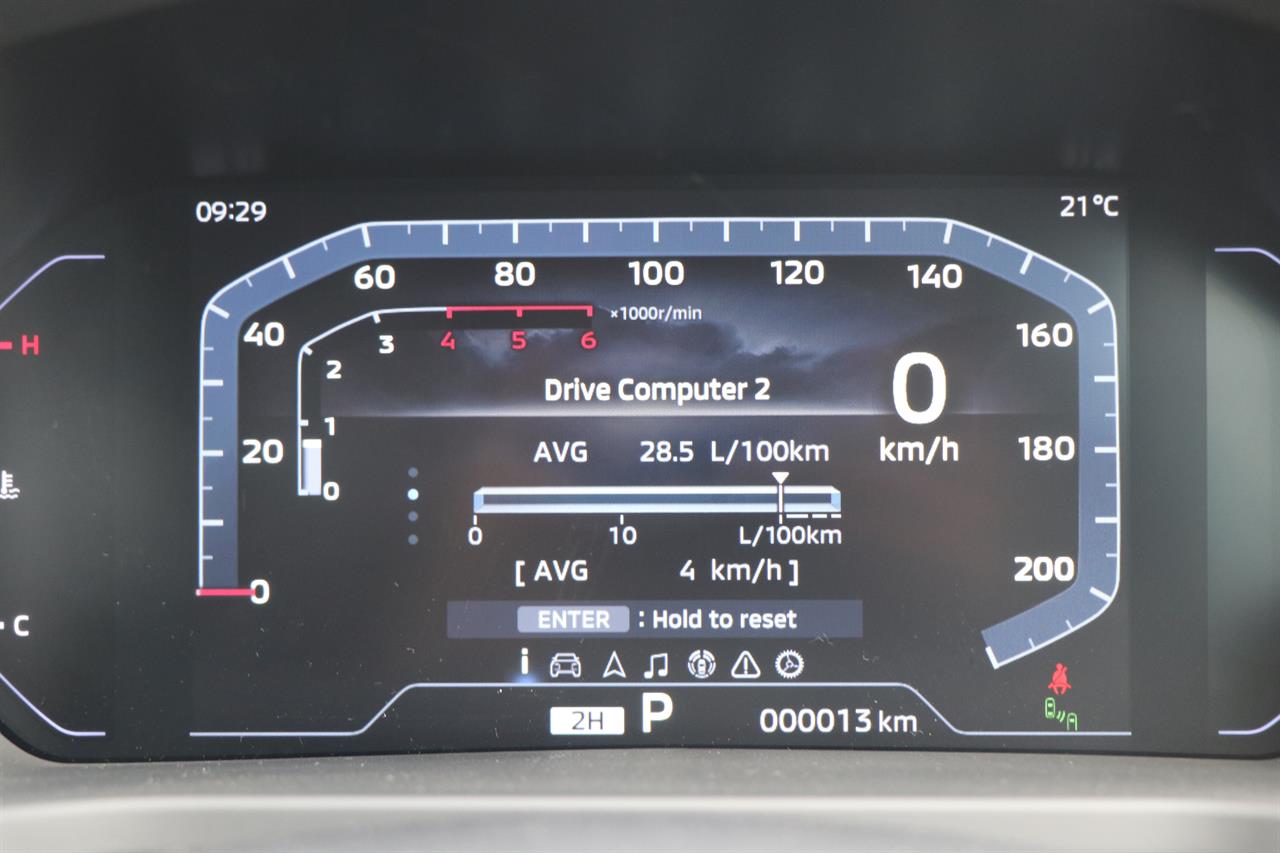 09:29
21°C
60 80 100 120 140
×1000r/min
H
40 3 4 5 6 160
2
Drive Computer 2
0
1
20 AVG 28.5 L/100km km/h 180
0
0 10 L/100km
[ AVG 4 km/h ]
200
0
ENTER : Hold to reset
C
i
2H P 000013 km